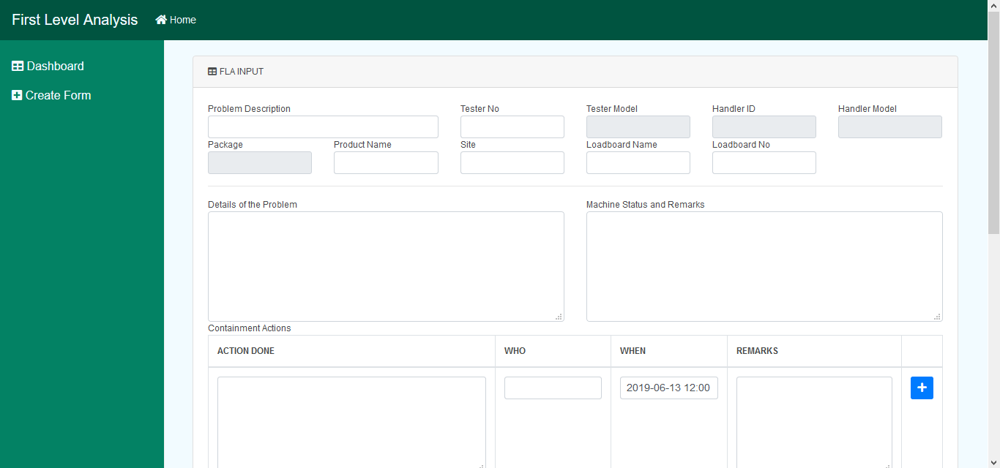 First Level Analysis Home
Dashboard
Create Form
FLA INPUT
Problem Description Tester No Tester Model Handler ID Handler Model
Package Product Name Site Loadboard Name Loadboard No
Details of the Problem Machine Status and Remarks
Containment Actions
ACTION DONE WHO WHEN REMARKS
2019-06-13 12:00